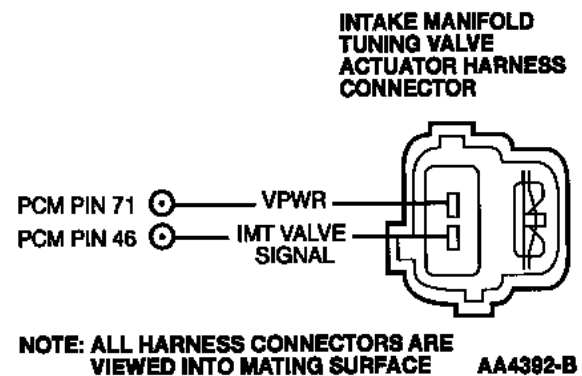 INTAKE MANIFOLD
TUNING VALVE
ACTUATOR HARNESS
CONNECTOR
PCM PIN 71 VPWR
PCM PIN 46 IMT VALVE
SIGNAL
NOTE: ALL HARNESS CONNECTORS ARE
VIEWED INTO MATING SURFACE AA4392-B